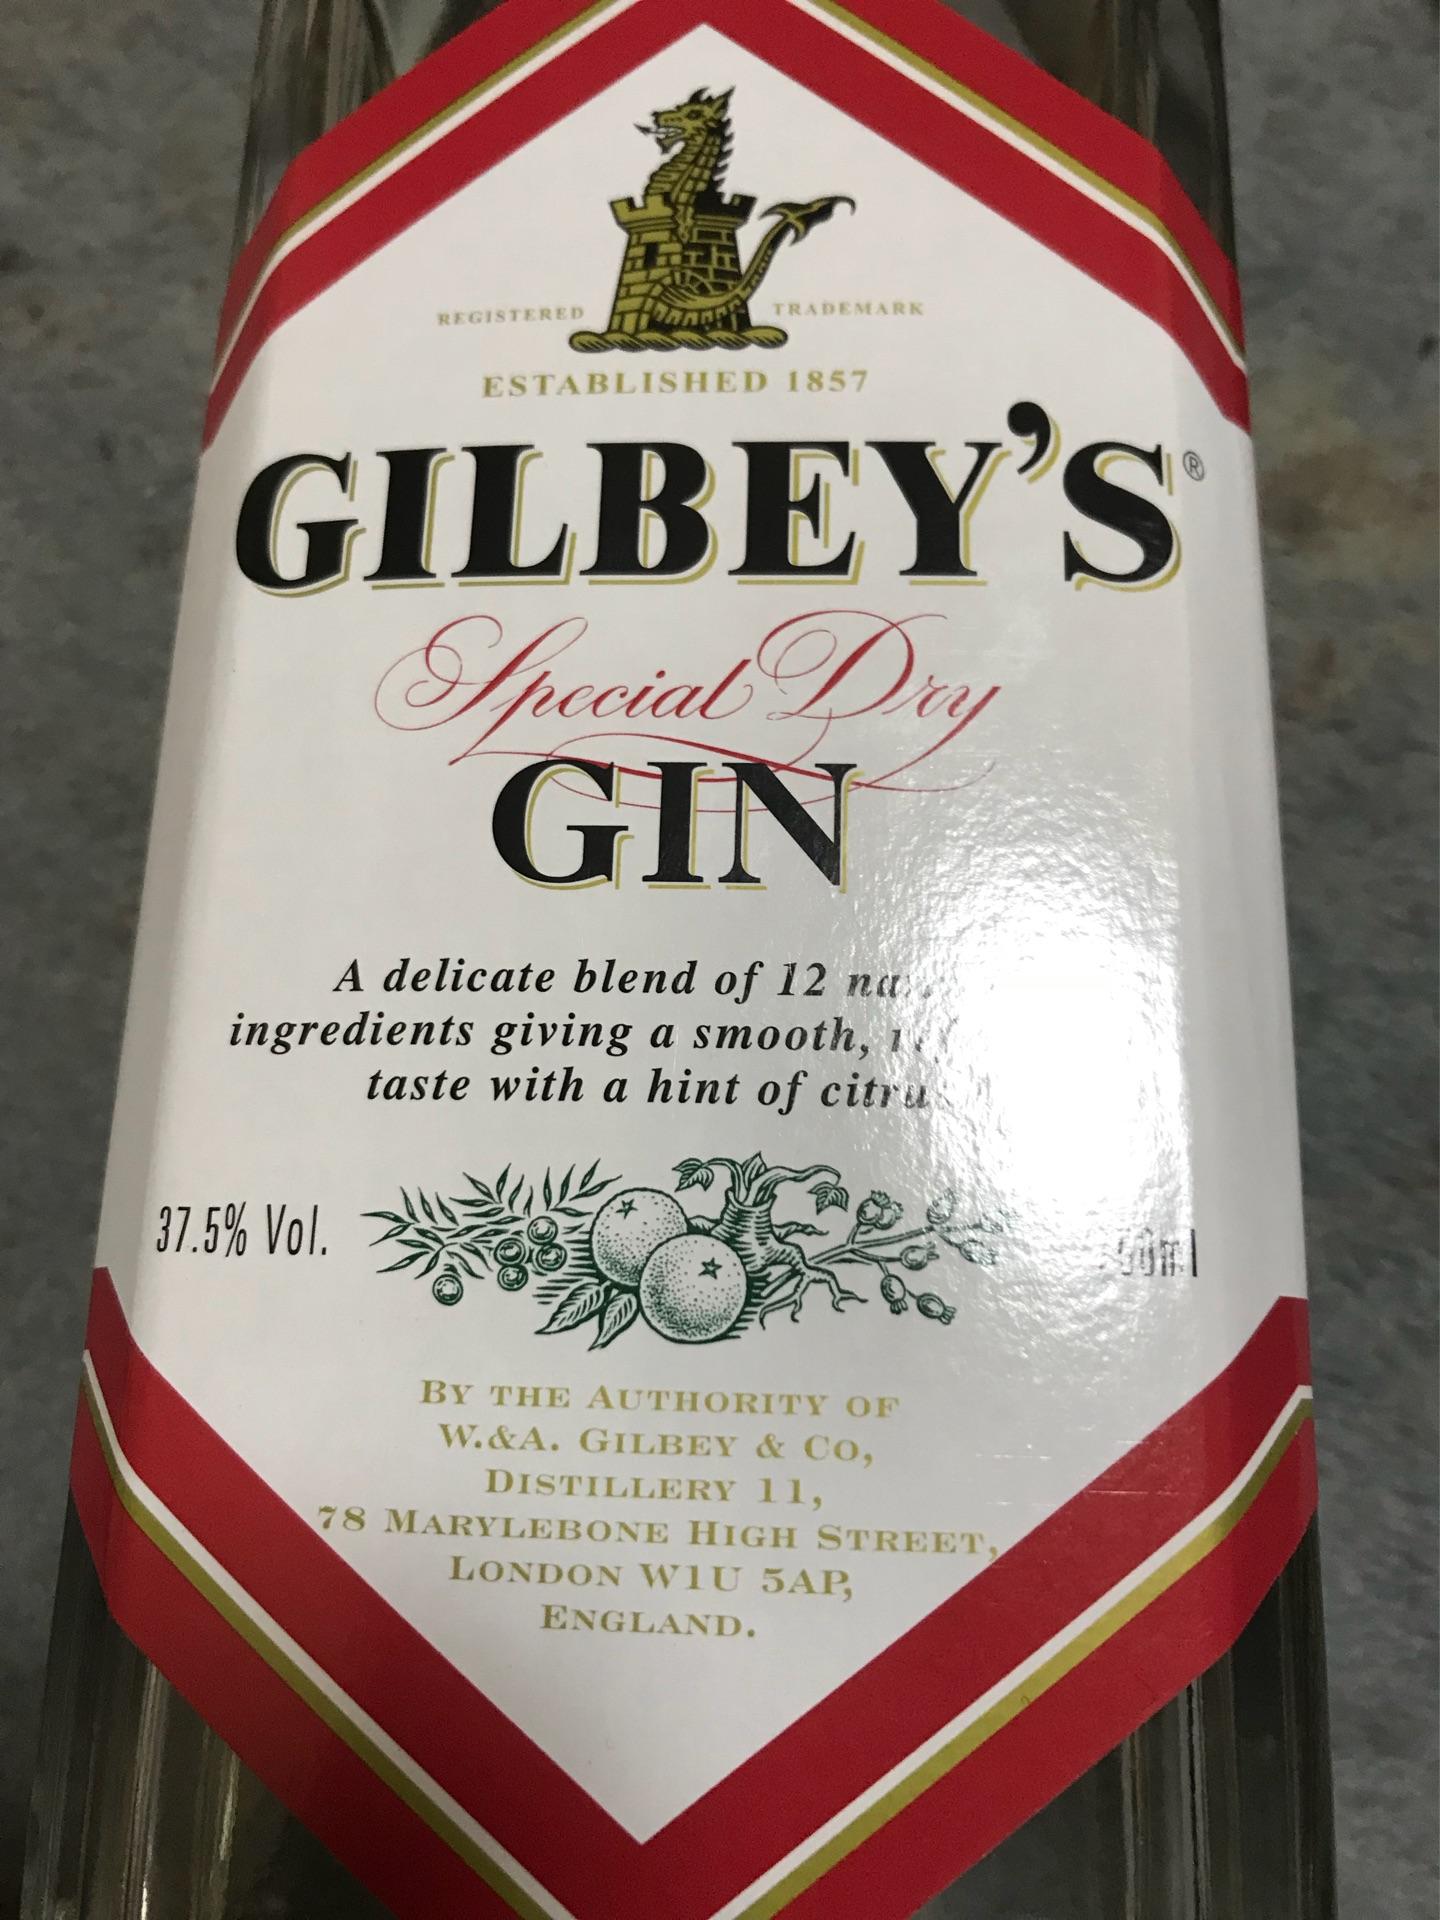 REGISTERED TRADEMARK
ESTABLISHED 1857
GILBEY'S®
Special Dry
GIN
A delicate blend of 12
ingredients giving a smooth,
taste with a hint of
37.5% Vol.
BY THE AUTHORITY OF
W.&A. GILBEY & CO,
DISTILLERY 11,
78 MARYLEBONE HIGH STREET,
LONDON W1U 5AP,
ENGLAND.